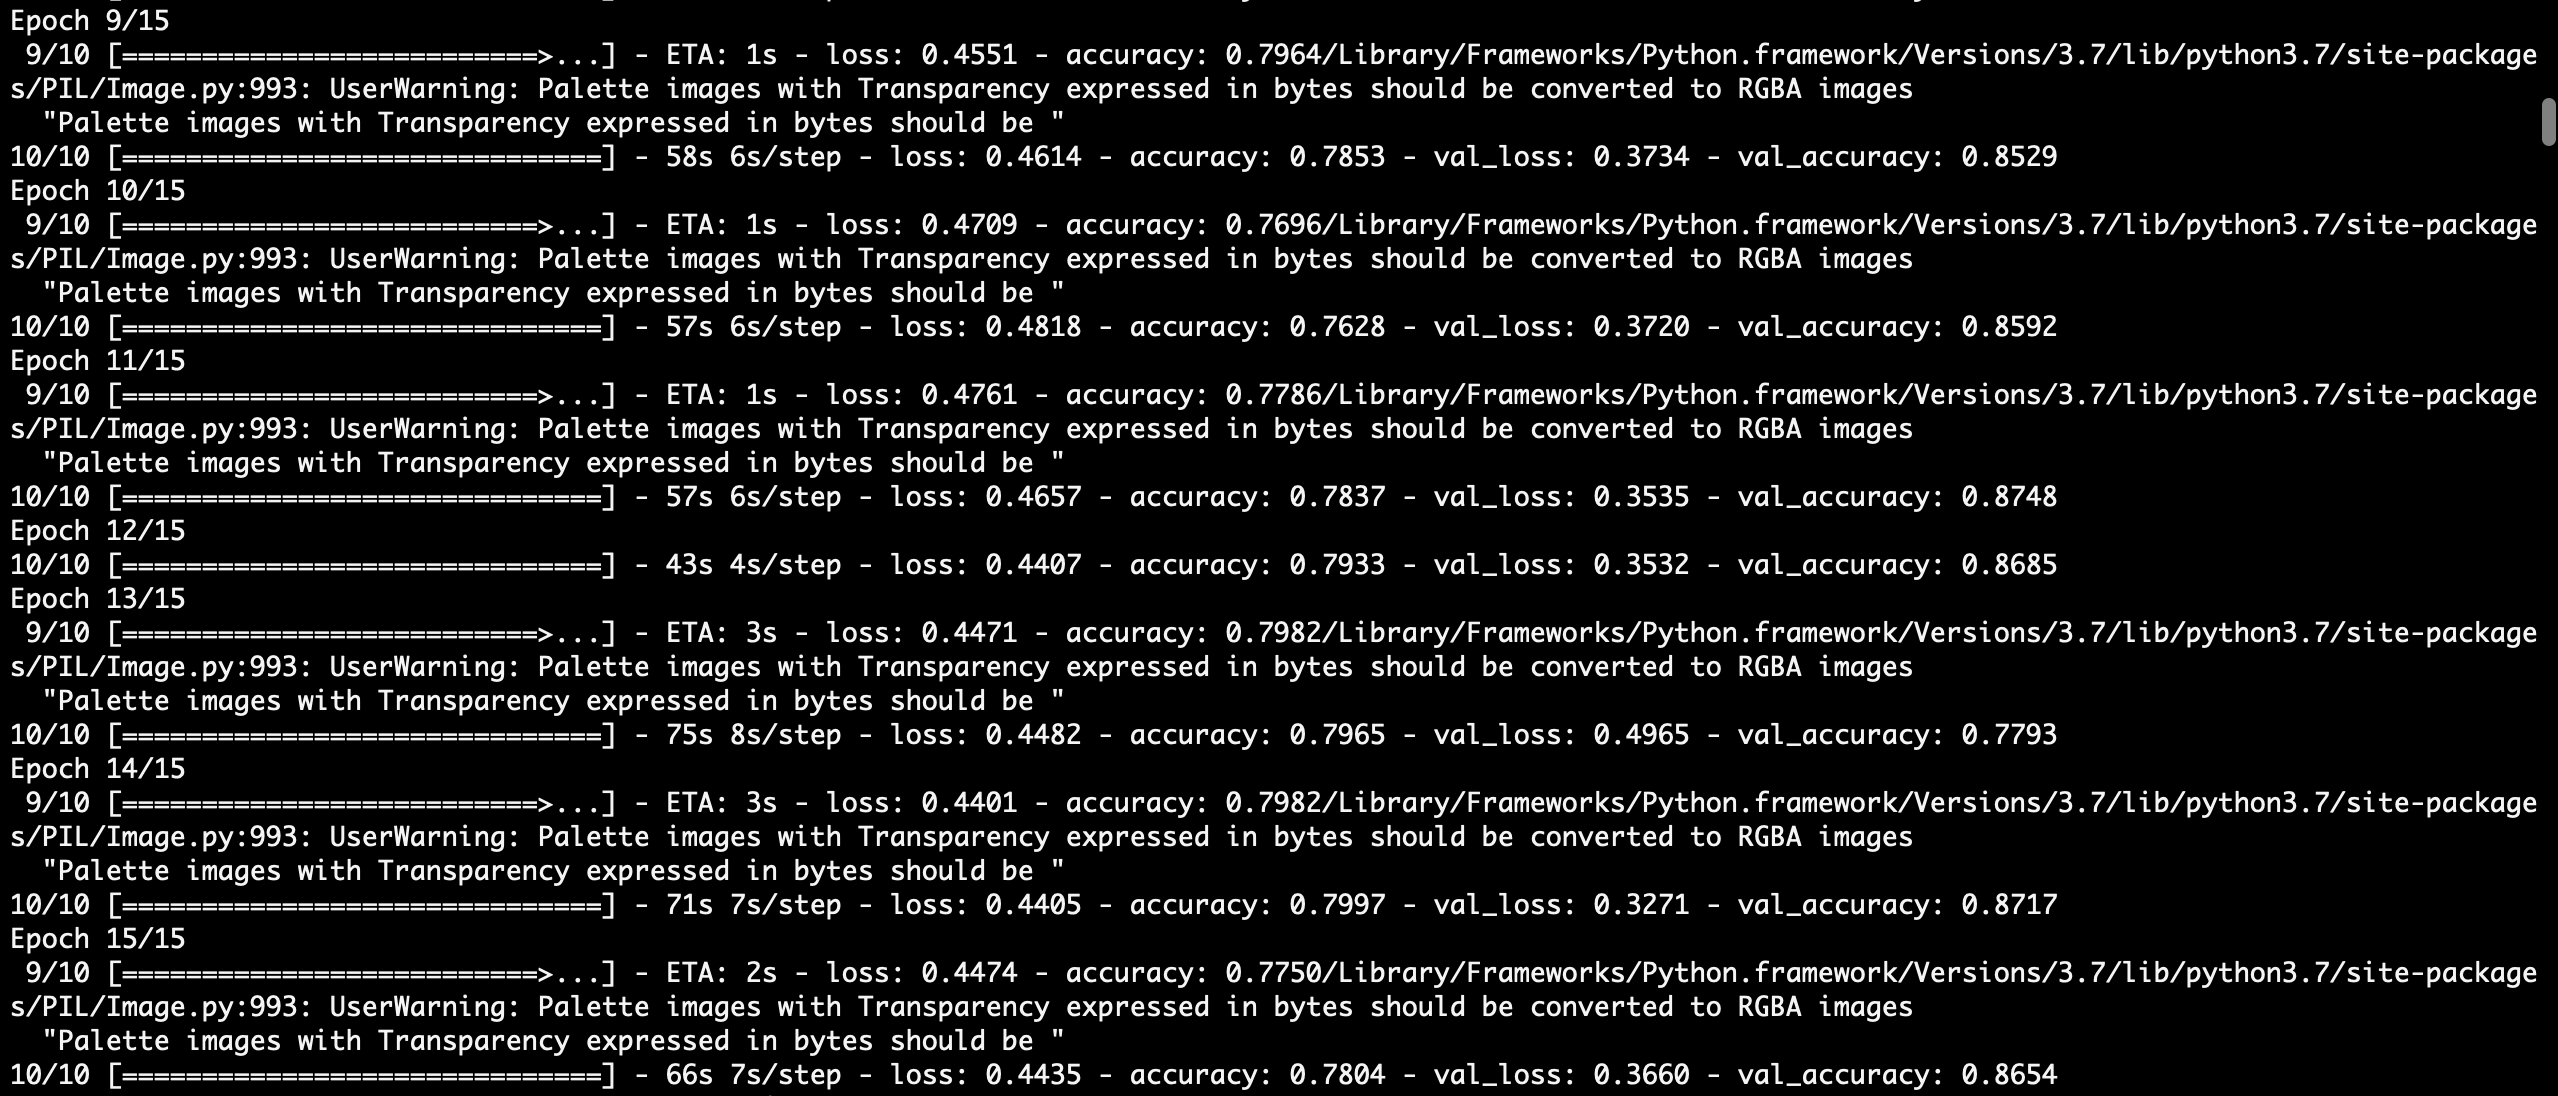 Epoch 9/15
 9/10 [==========================>...] - ETA: 1s - loss: 0.4551 - accuracy: 0.7964/Library/Frameworks/Python.framework/Versions/3.7/lib/python3.7/site-package
s/PIL/Image.py:993: UserWarning: Palette images with Transparency expressed in bytes should be converted to RGBA images
  "Palette images with Transparency expressed in bytes should be "
10/10 [==============================] - 58s 6s/step - loss: 0.4614 - accuracy: 0.7853 - val_loss: 0.3734 - val_accuracy: 0.8529
Epoch 10/15
 9/10 [==========================>...] - ETA: 1s - loss: 0.4709 - accuracy: 0.7696/Library/Frameworks/Python.framework/Versions/3.7/lib/python3.7/site-package
s/PIL/Image.py:993: UserWarning: Palette images with Transparency expressed in bytes should be converted to RGBA images
  "Palette images with Transparency expressed in bytes should be "
10/10 [==============================] - 57s 6s/step - loss: 0.4818 - accuracy: 0.7628 - val_loss: 0.3720 - val_accuracy: 0.8592
Epoch 11/15
 9/10 [==========================>...] - ETA: 1s - loss: 0.4761 - accuracy: 0.7786/Library/Frameworks/Python.framework/Versions/3.7/lib/python3.7/site-package
s/PIL/Image.py:993: UserWarning: Palette images with Transparency expressed in bytes should be converted to RGBA images
  "Palette images with Transparency expressed in bytes should be "
10/10 [==============================] - 57s 6s/step - loss: 0.4657 - accuracy: 0.7837 - val_loss: 0.3535 - val_accuracy: 0.8748
Epoch 12/15
10/10 [==============================] - 43s 4s/step - loss: 0.4407 - accuracy: 0.7933 - val_loss: 0.3532 - val_accuracy: 0.8685
Epoch 13/15
 9/10 [==========================>...] - ETA: 3s - loss: 0.4471 - accuracy: 0.7982/Library/Frameworks/Python.framework/Versions/3.7/lib/python3.7/site-package
s/PIL/Image.py:993: UserWarning: Palette images with Transparency expressed in bytes should be converted to RGBA images
  "Palette images with Transparency expressed in bytes should be "
10/10 [==============================] - 75s 8s/step - loss: 0.4482 - accuracy: 0.7965 - val_loss: 0.4965 - val_accuracy: 0.7793
Epoch 14/15
 9/10 [==========================>...] - ETA: 3s - loss: 0.4401 - accuracy: 0.7982/Library/Frameworks/Python.framework/Versions/3.7/lib/python3.7/site-package
s/PIL/Image.py:993: UserWarning: Palette images with Transparency expressed in bytes should be converted to RGBA images
  "Palette images with Transparency expressed in bytes should be "
10/10 [==============================] - 71s 7s/step - loss: 0.4405 - accuracy: 0.7997 - val_loss: 0.3271 - val_accuracy: 0.8717
Epoch 15/15
 9/10 [==========================>...] - ETA: 2s - loss: 0.4474 - accuracy: 0.7750/Library/Frameworks/Python.framework/Versions/3.7/lib/python3.7/site-package
s/PIL/Image.py:993: UserWarning: Palette images with Transparency expressed in bytes should be converted to RGBA images
  "Palette images with Transparency expressed in bytes should be "
10/10 [==============================] - 66s 7s/step - loss: 0.4435 - accuracy: 0.7804 - val_loss: 0.3660 - val_accuracy: 0.8654